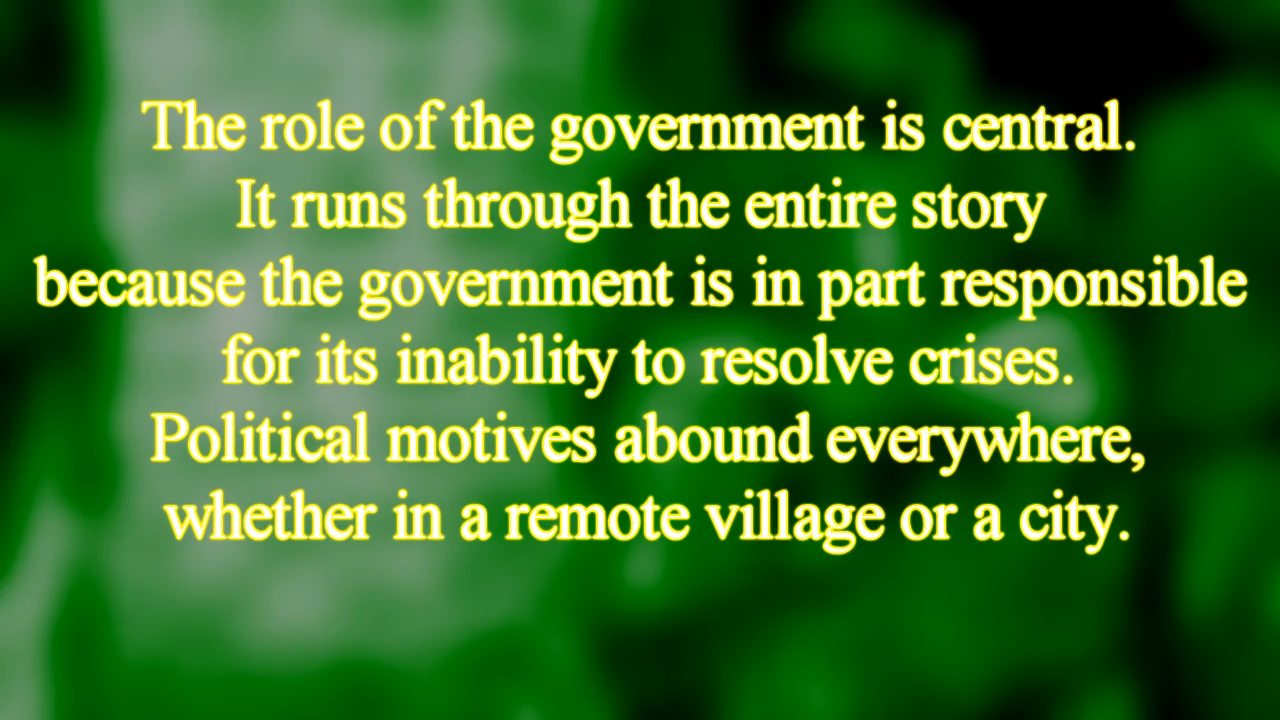 The role of the government is central.
It runs through the entire story
because the government is in part responsible
for its inability to resolve crises.
Political motives abound everywhere,
whether in a remote village or a city.